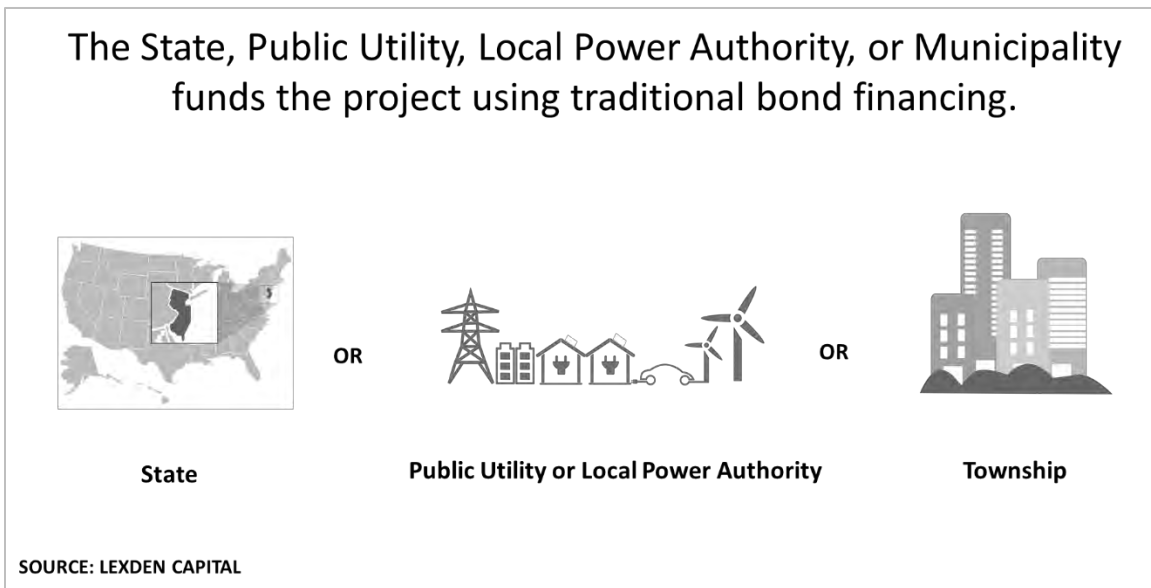 The State, Public Utility, Local Power Authority, or Municipality
funds the project using traditional bond financing.
OR
OR
State
Public Utility or Local Power Authority
Township
SOURCE: LEXDEN CAPITAL